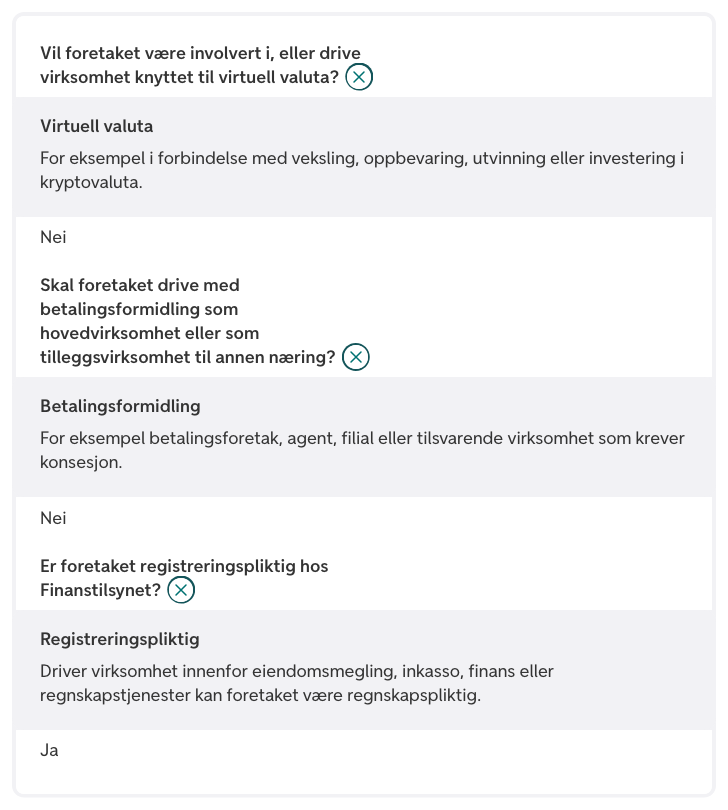 Vil foretaket være involvert i, eller drive
virksomhet knyttet til virtuell valuta?
Virtuell valuta
For eksempel i forbindelse med veksling, oppbevaring, utvinning eller investering i
kryptovaluta.
Nei
Skal foretaket drive med
betalingsformidling som
hovedvirksomhet eller som
tilleggsvirksomhet til annen næring?
Betalingsformidling
For eksempel betalingsforetak, agent, filial eller tilsvarende virksomhet som krever
konsesjon.
Nei
Er foretaket registreringspliktig hos
Finanstilsynet?
Registreringspliktig
Driver virksomhet innenfor eiendomsmegling, inkasso, finans eller
regnskapstjenester kan foretaket være regnskapspliktig.
Ja